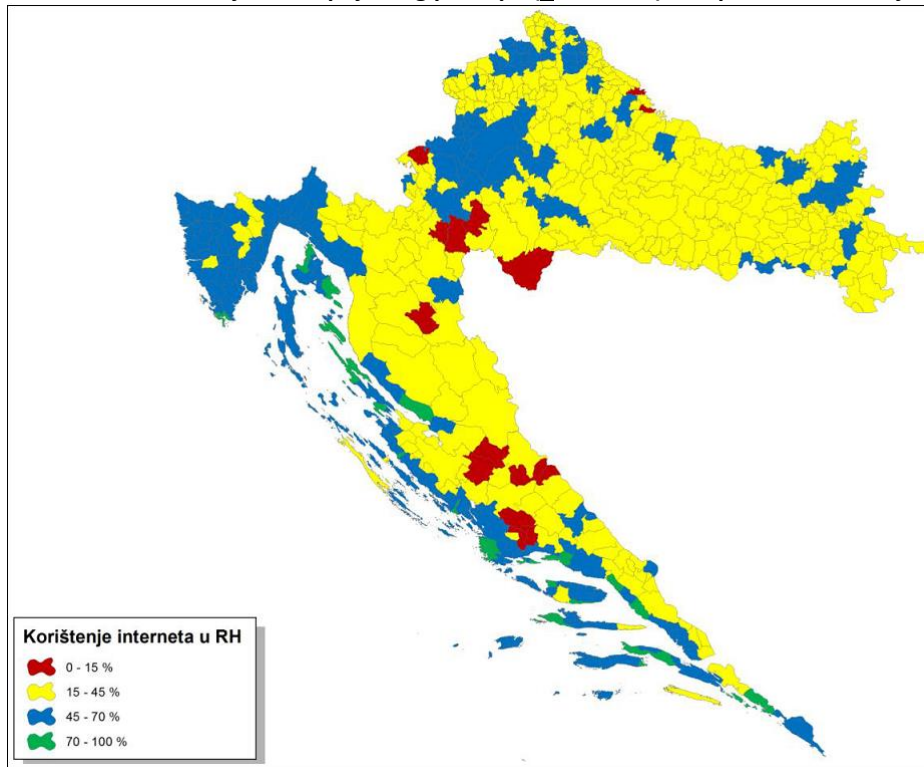 Korištenje interneta u RH
0 - 15 %
15 - 45 %
45 - 70 %
70 - 100 %